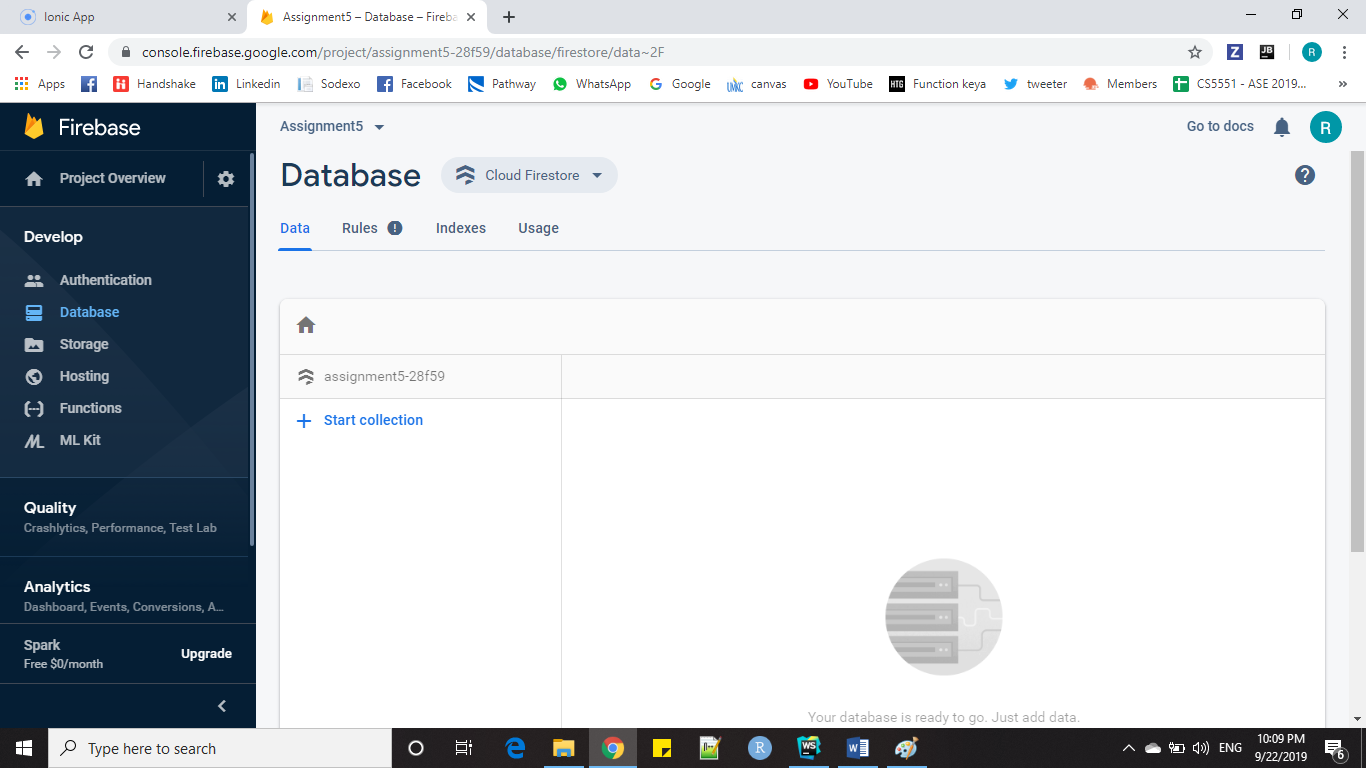 Ionic App
Assignment5 – Database – Fireba
console.firebase.google.com/project/assignment5-28f59/database/firestore/data~2F
Z
JB
R
Apps
Handshake
Linkedin
Sodexo
Facebook
Pathway
WhatsApp
Google
canvas
YouTube
HTG
Function keya
tweeter
Members
CS5551 - ASE 2019...
»
Firebase
Project Overview
Develop
Authentication
Database
Storage
Hosting
Functions
ML Kit
Quality
Crashlytics, Performance, Test Lab
Analytics
Dashboard, Events, Conversions, A...
Spark
Free $0/month
Upgrade
Assignment5
Go to docs
R
Database
Cloud Firestore
Data
Rules
Indexes
Usage
assignment5-28f59
Start collection
Your database is ready to go. Just add data.
Type here to search
R
WS
ENG
10:09 PM
9/22/2019
6